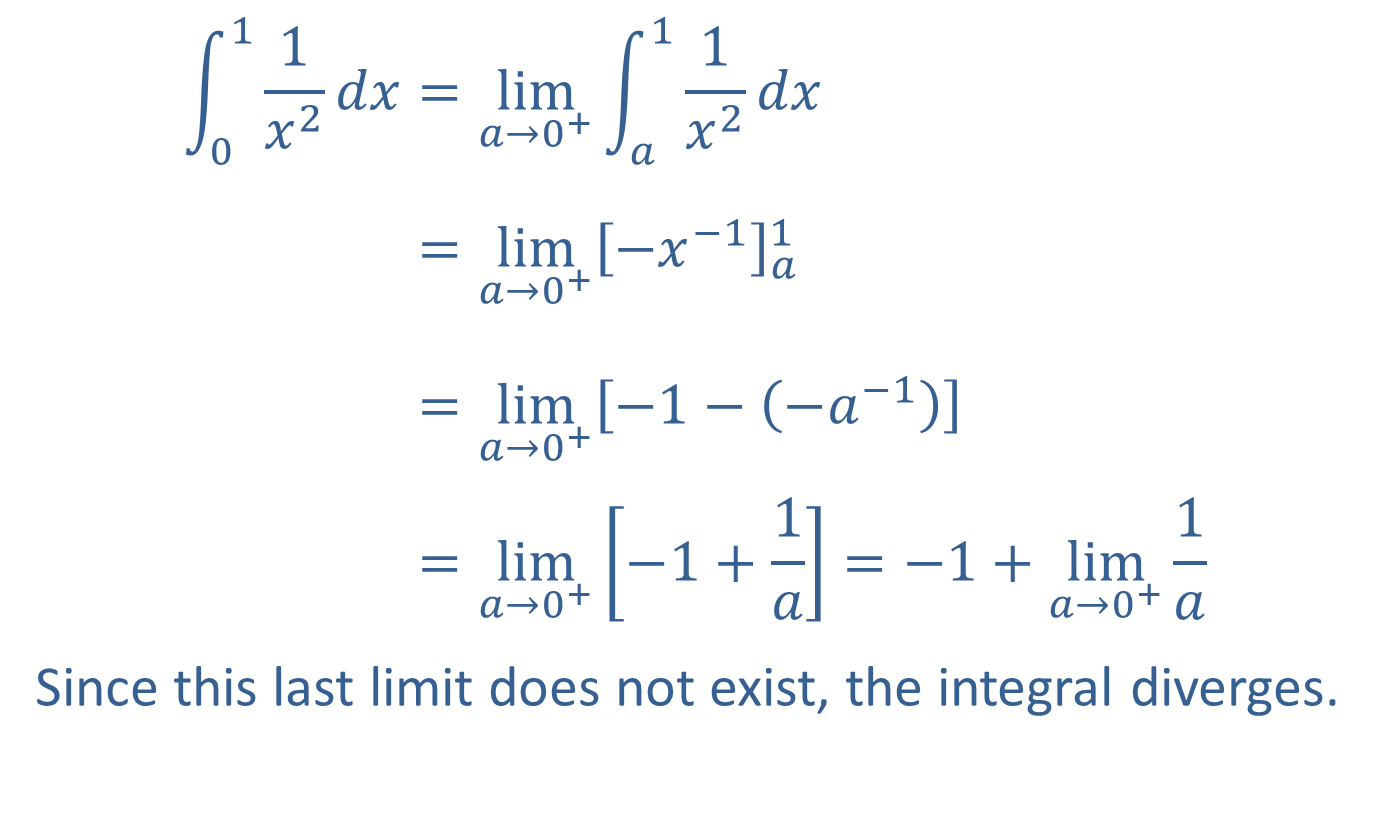 ∫₀¹ 1/x² dx = lim_{a→0⁺} ∫ₐ¹ 1/x² dx
= lim_{a→0⁺} [−x⁻¹]ₐ¹
= lim_{a→0⁺} [−1 − (−a⁻¹)]
= lim_{a→0⁺} [−1 + 1/a] = −1 + lim_{a→0⁺} 1/a
Since this last limit does not exist, the integral diverges.